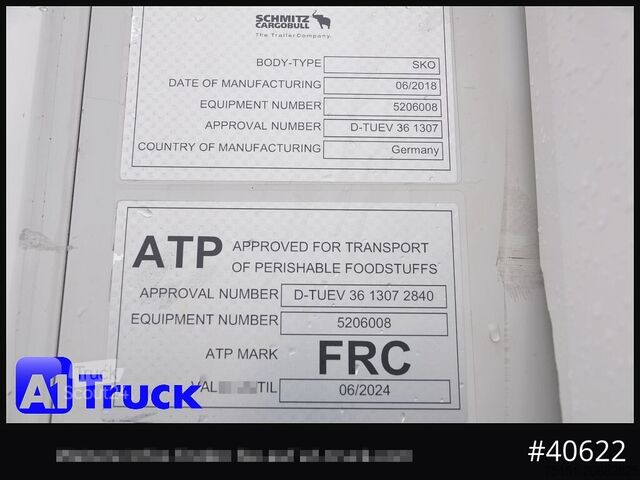 SCHMITZ
CARGOBULL
The Trailer Company.
BODY-TYPE SKO
DATE OF MANUFACTURING 06/2018
EQUIPMENT NUMBER 5206008
APPROVAL NUMBER D-TUEV 36 1307
COUNTRY OF MANUFACTURING Germany
ATP APPROVED FOR TRANSPORT
OF PERISHABLE FOODSTUFFS
APPROVAL NUMBER D-TUEV 36 1307 2840
EQUIPMENT NUMBER 5206008
ATP MARK FRC
06/2024
A1 Truck
Truck
Scout24
#40622